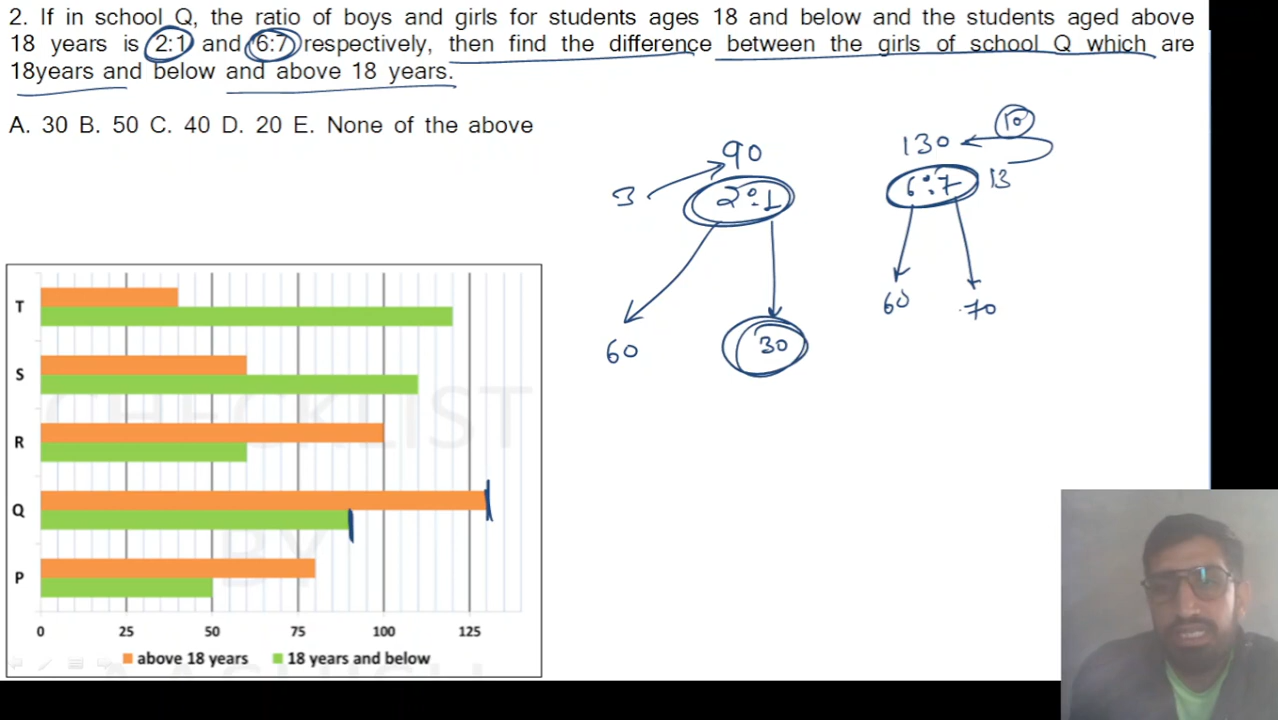 2. If in school Q, the ratio of boys and girls for students ages 18 and below and the students aged above
18 years is 2:1 and 6:7 respectively, then find the difference between the girls of school Q which are
18years and below and above 18 years.
A. 30 B. 50 C. 40 D. 20 E. None of the above
90
3 2:1
60 30
10
130
6:7 13
60 70
T
S
R
Q
P
0 25 50 75 100 125
above 18 years 18 years and below
CHECKLIST
BY